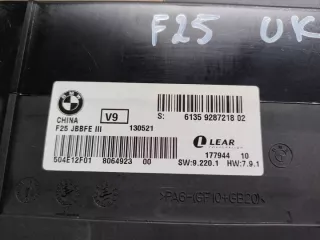 F25 UK
V9
S: 6135 9287218 02
CHINA
F25 JBBFE III 130521
LEAR
177944 10
504E12F01 8064923 00
SW:9.220.1 HW:7.9.1